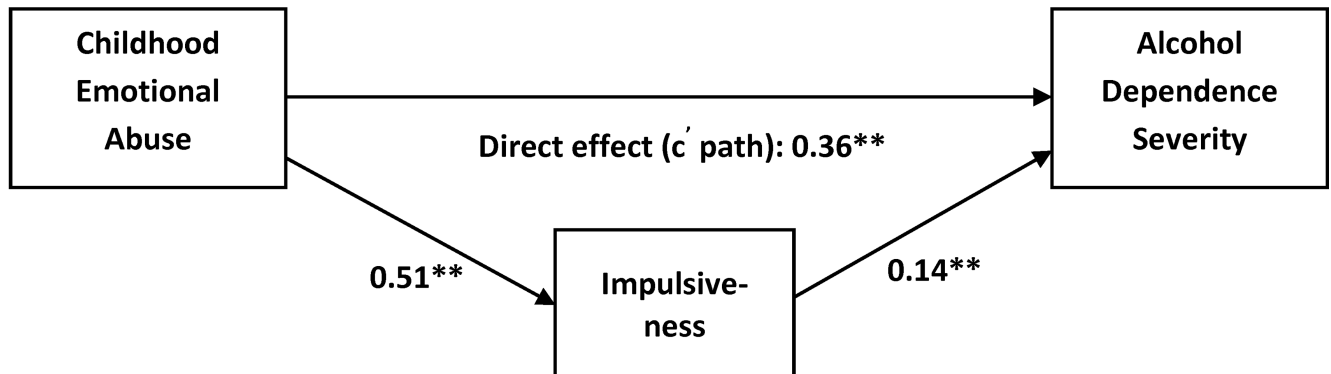 Childhood
Emotional
Abuse
Alcohol
Dependence
Severity
Direct effect (c’ path): 0.36**
0.51**
Impulsive-
ness
0.14**